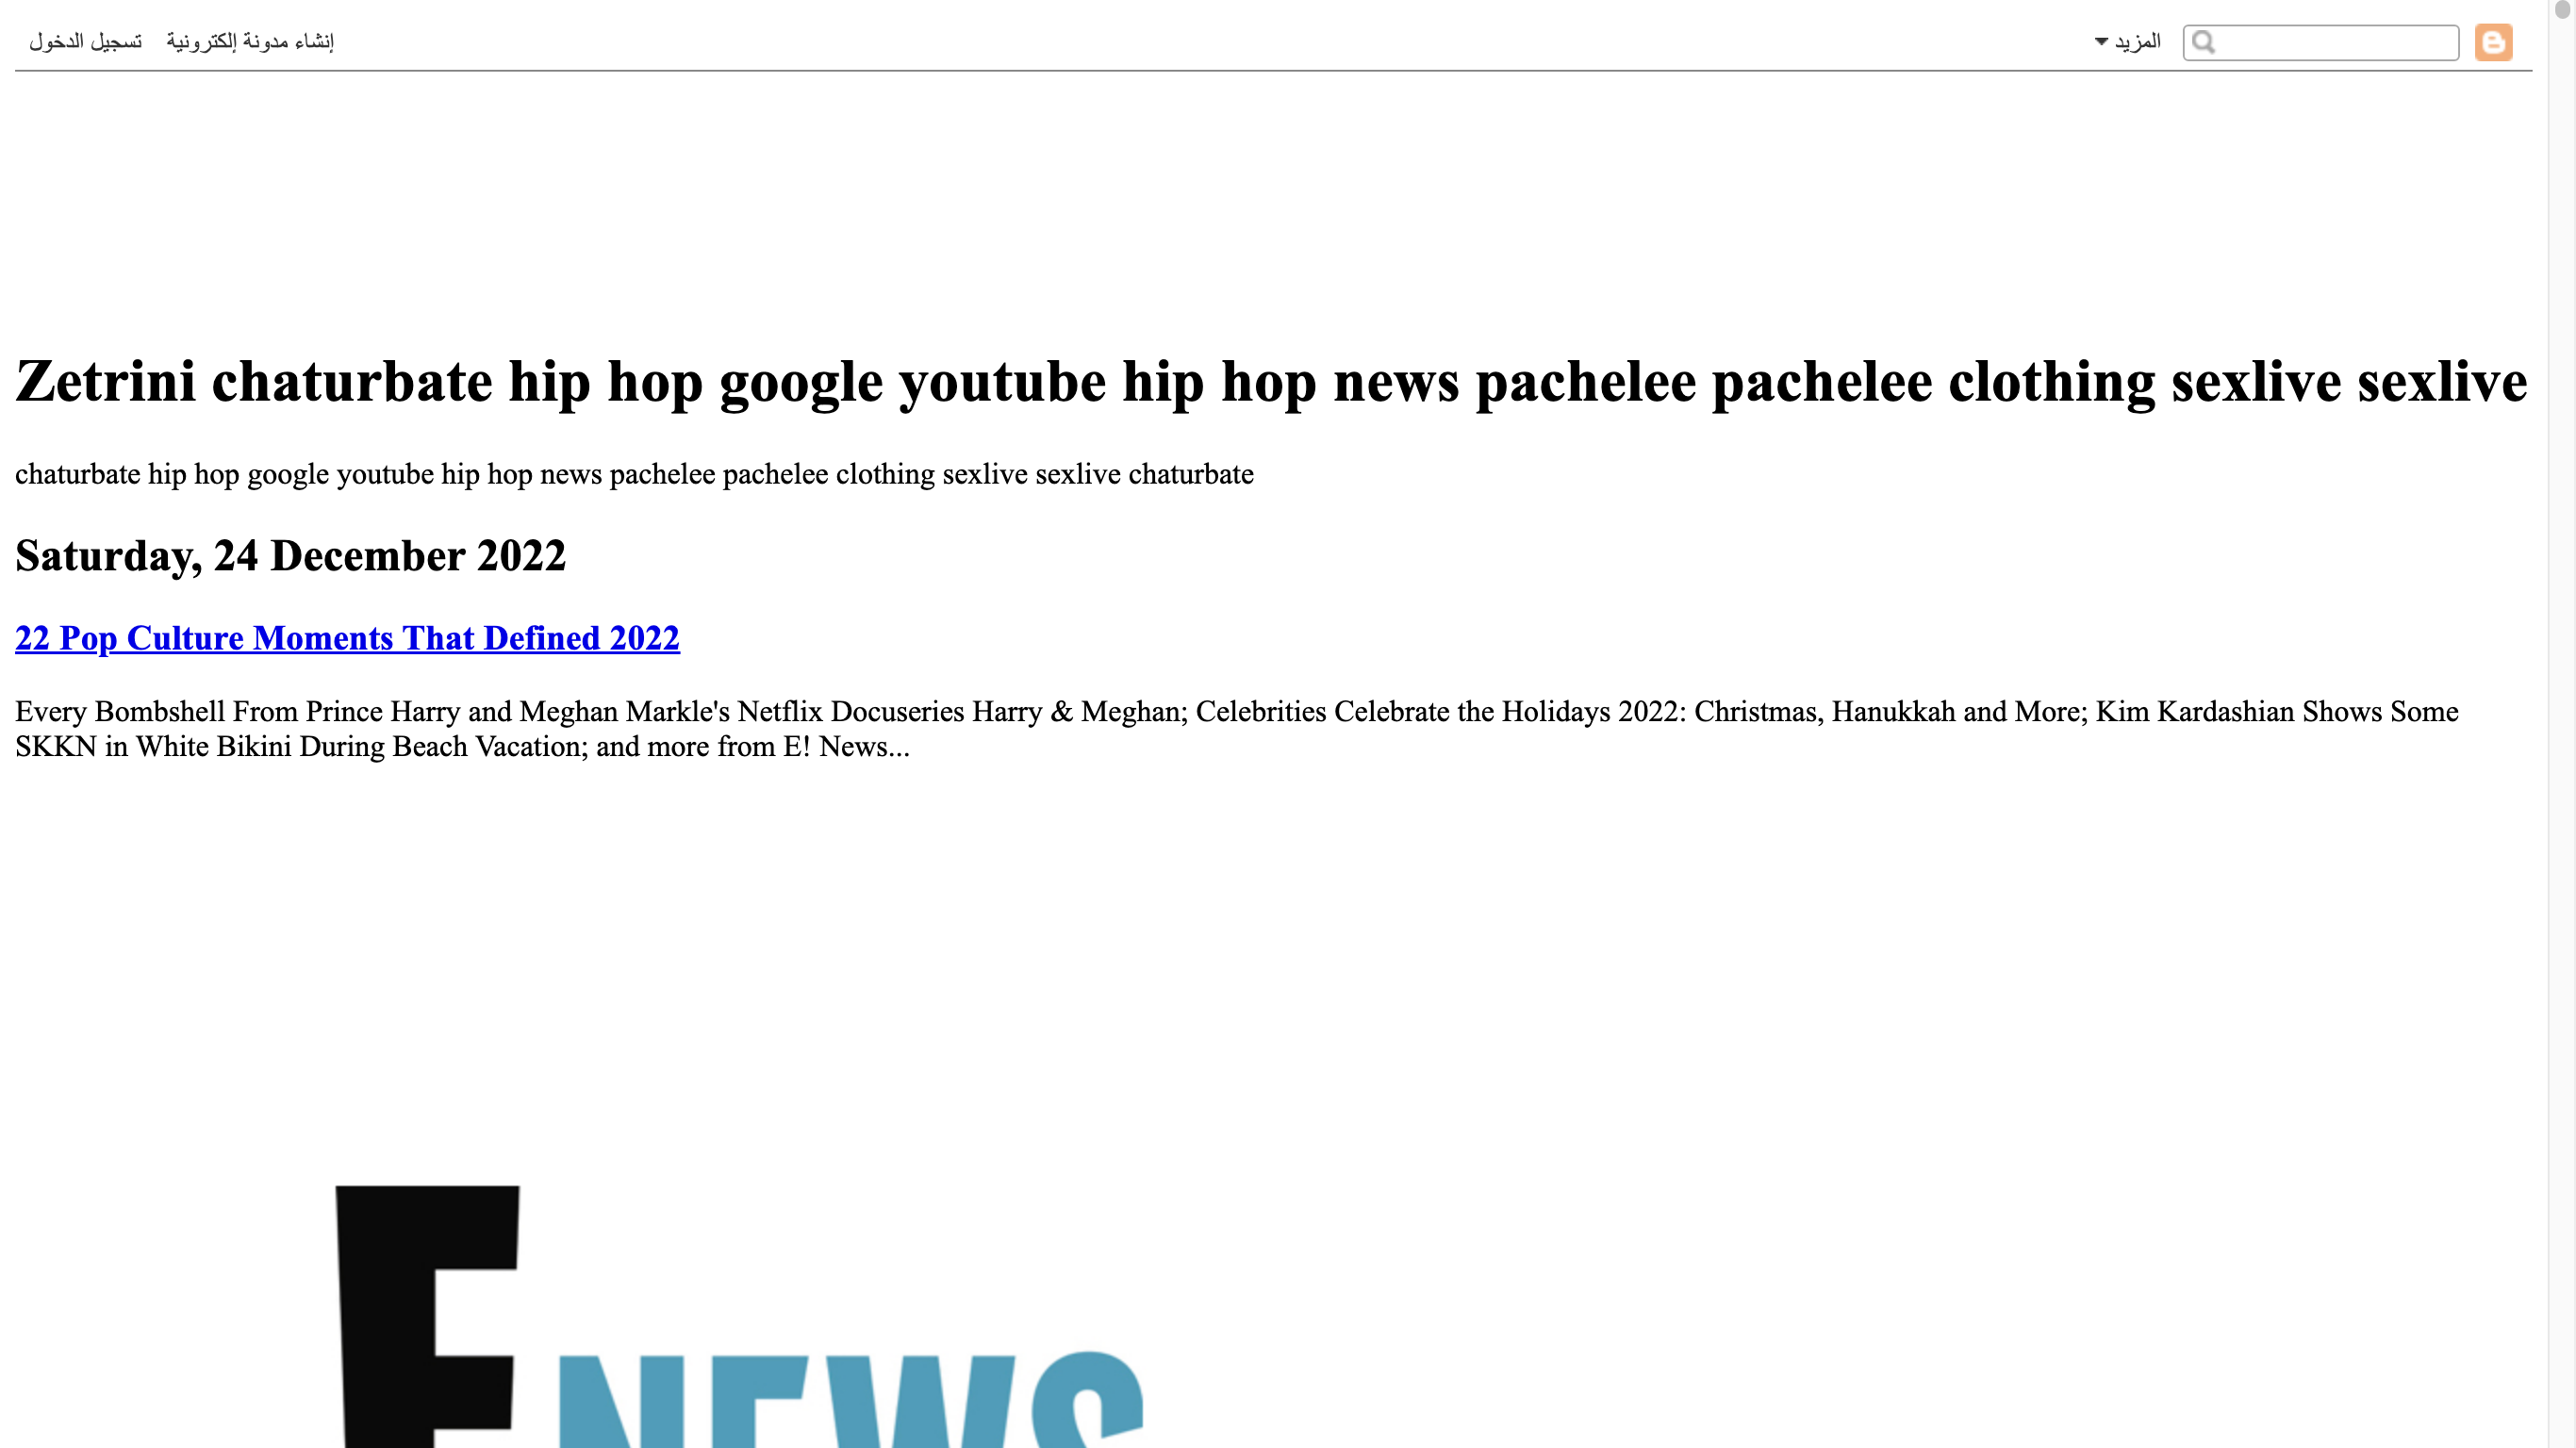 تسجيل الدخول إنشاء مدونة إلكترونية المزيد
Zetrini chaturbate hip hop google youtube hip hop news pachelee pachelee clothing sexlive sexlive
chaturbate hip hop google youtube hip hop news pachelee pachelee clothing sexlive sexlive chaturbate
Saturday, 24 December 2022
22 Pop Culture Moments That Defined 2022
Every Bombshell From Prince Harry and Meghan Markle's Netflix Docuseries Harry & Meghan; Celebrities Celebrate the Holidays 2022: Christmas, Hanukkah and More; Kim Kardashian Shows Some
SKKN in White Bikini During Beach Vacation; and more from E! News...
E NEWS